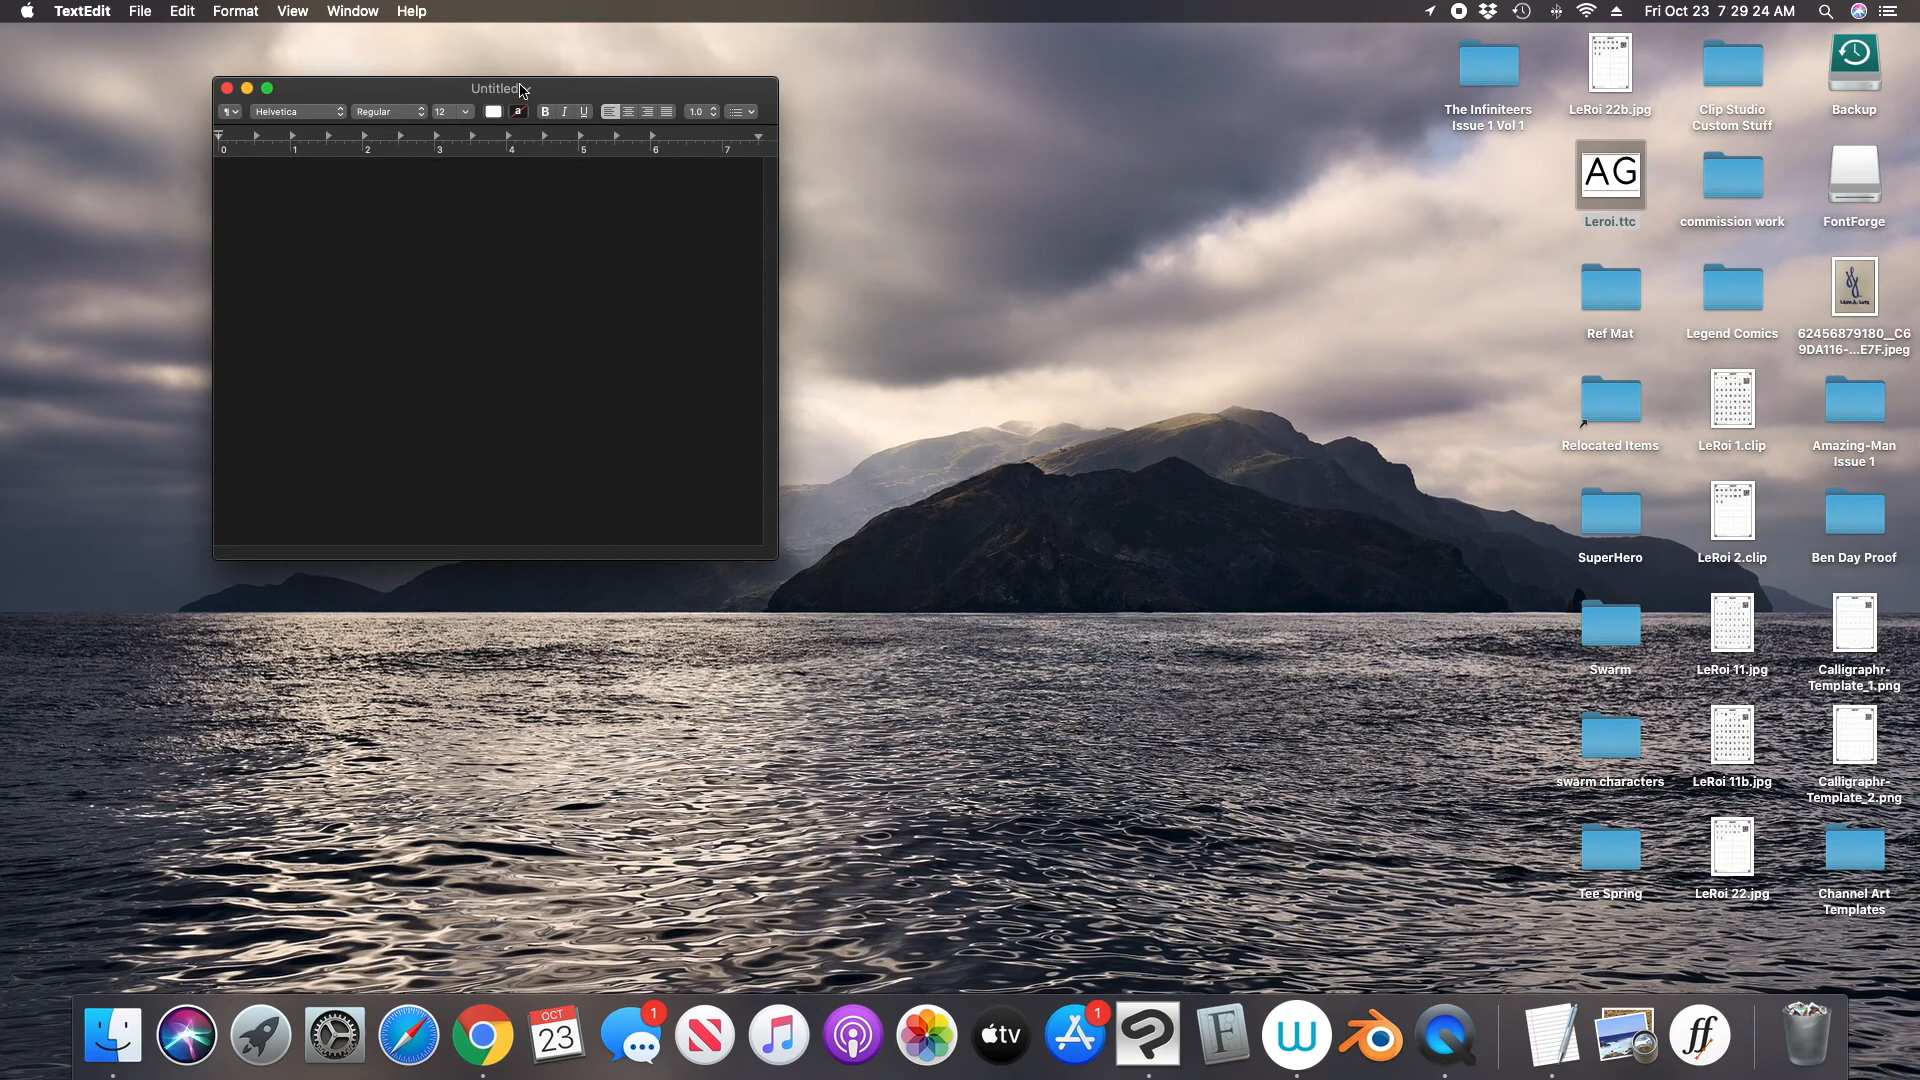 TextEdit File Edit Format View Window Help
Fri Oct 23 7 29 24 AM
Untitled
¶ Helvetica Regular 12 a B I U 1.0
0 1 2 3 4 5 6 7
The Infiniteers
Issue 1 Vol 1
LeRoi 22b.jpg
Clip Studio
Custom Stuff
Backup
AG
Leroi.ttc
commission work
FontForge
Ref Mat
Legend Comics
62456879180__C6
9DA116-...E7F.jpeg
Relocated Items
LeRoi 1.clip
Amazing-Man
Issue 1
SuperHero
LeRoi 2.clip
Ben Day Proof
Swarm
LeRoi 11.jpg
Calligraphr-
Template_1.png
swarm characters
LeRoi 11b.jpg
Calligraphr-
Template_2.png
Tee Spring
LeRoi 22.jpg
Channel Art
Templates
OCT
23
1
tv
1
F
W
ff